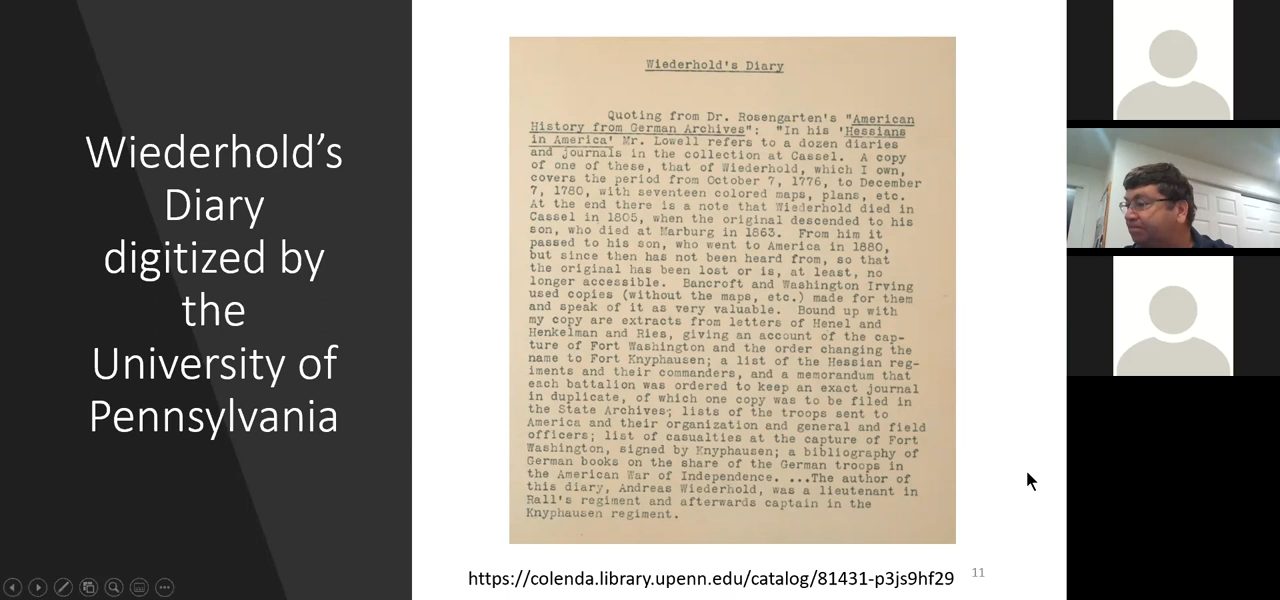 Wiederhold’s
Diary
digitized by
the
University of
Pennsylvania
Wiederhold's Diary
Quoting from Dr. Rosengarten's "American
History from German Archives": "In his 'Hessians
in America' Mr. Lowell refers to a dozen diaries
and journals in the collection at Cassel. A copy
of one of these, that of Wiederhold, which I own,
covers the period from October 7, 1776, to December
7, 1780, with seventeen colored maps, plans, etc.
At the end there is a note that Wiederhold died in
Cassel in 1805, when the original descended to his
son, who died at Marburg in 1863. From him it
passed to his son, who went to America in 1880,
but since then has not been heard from, so that
the original has been lost or is, at least, no
longer accessible. Bancroft and Washington Irving
used copies (without the maps, etc.) made for them
and speak of it as very valuable. Bound up with
my copy are extracts from letters of Henel and
Henkelman and Ries, giving an account of the cap-
ture of Fort Washington and the order changing the
name to Fort Knyphausen; a list of the Hessian reg-
iments and their commanders, and a memorandum that
each battalion was ordered to keep an exact journal
in duplicate, of which one copy was to be filed in
the State Archives; lists of the troops sent to
America and their organization and general and field
officers; list of casualties at the capture of Fort
Washington, signed by Knyphausen; a bibliography of
German books on the share of the German troops in
the American War of Independence. ...The author of
this diary, Andreas Wiederhold, was a lieutenant in
Rall's regiment and afterwards captain in the
Knyphausen regiment.
https://colenda.library.upenn.edu/catalog/81431-p3js9hf29
11